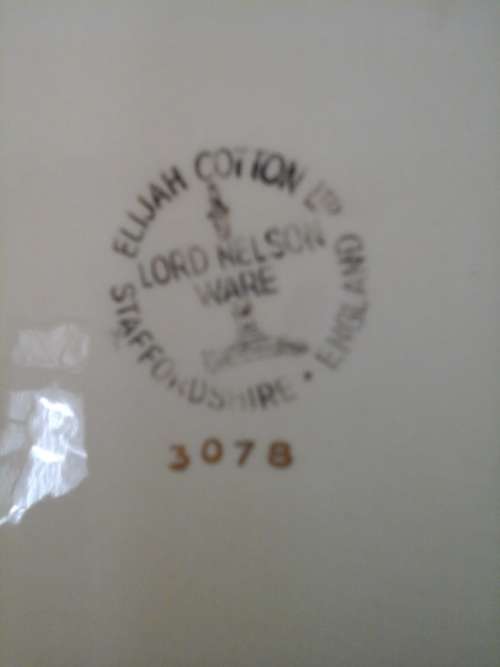 ELIJAH COTTON LTD
LORD NELSON
WARE
STAFFORDSHIRE • ENGLAND
3078